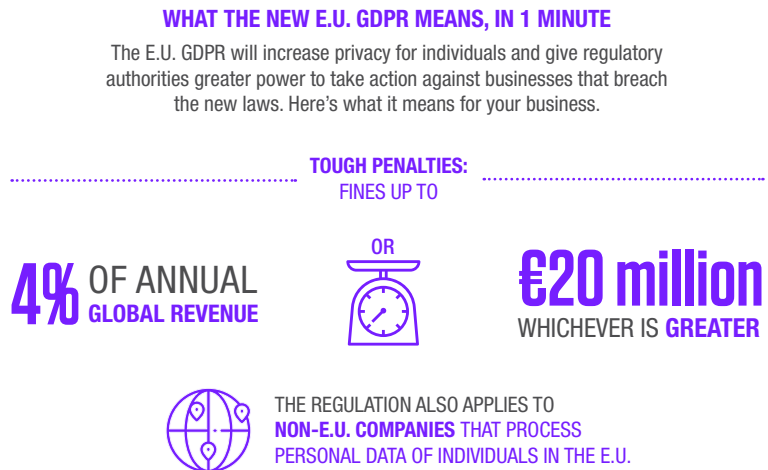 WHAT THE NEW E.U. GDPR MEANS, IN 1 MINUTE
The E.U. GDPR will increase privacy for individuals and give regulatory
authorities greater power to take action against businesses that breach
the new laws. Here’s what it means for your business.
TOUGH PENALTIES:
FINES UP TO
4% OF ANNUAL
GLOBAL REVENUE
OR
€20 million
WHICHEVER IS GREATER
THE REGULATION ALSO APPLIES TO
NON-E.U. COMPANIES THAT PROCESS
PERSONAL DATA OF INDIVIDUALS IN THE E.U.